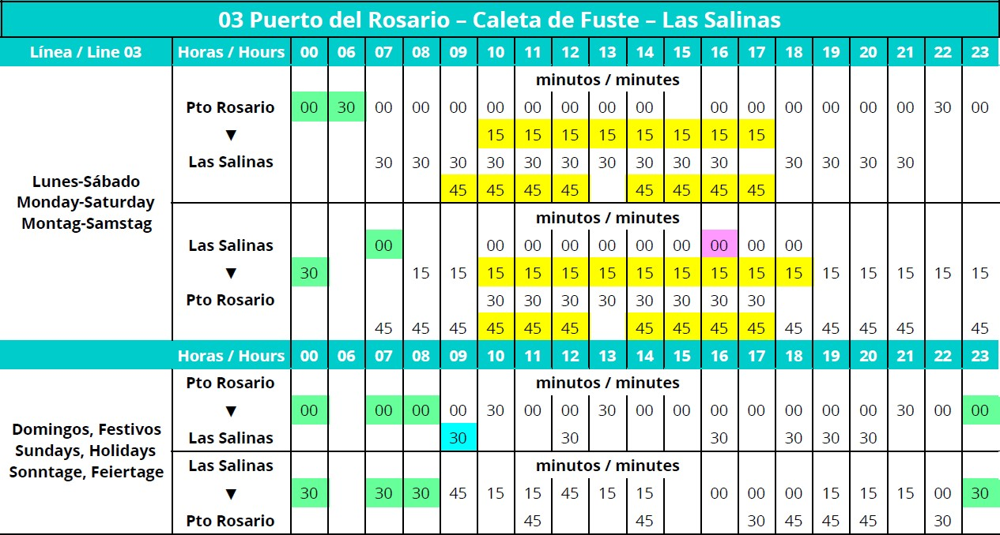 03 Puerto del Rosario – Caleta de Fuste – Las Salinas
Línea / Line 03 Horas / Hours 00 06 07 08 09 10 11 12 13 14 15 16 17 18 19 20 21 22 23
minutos / minutes
Pto Rosario 00 30 00 00 00 00 00 00 00 00 00 00 00 00 00 00 30 00
▼ 15 15 15 15 15 15 15 15
Las Salinas 30 30 30 30 30 30 30 30 30 30 30 30 30 30
45 45 45 45 45 45 45 45
Lunes-Sábado
Monday-Saturday
Montag-Samstag
minutos / minutes
Las Salinas 00 00 00 00 00 00 00 00 00 00
▼ 30 15 15 15 15 15 15 15 15 15 15 15 15 15 15 15 15 15
Pto Rosario 30 30 30 30 30 30 30 30
45 45 45 45 45 45 45 45 45 45 45 45 45 45 45
Horas / Hours 00 06 07 08 09 10 11 12 13 14 15 16 17 18 19 20 21 22 23
Pto Rosario minutos / minutes
▼ 00 00 00 00 30 00 00 30 00 00 00 00 00 00 00 30 00 00
Las Salinas 30 30 30 30 30 30
Domingos, Festivos
Sundays, Holidays
Sonntage, Feiertage
Las Salinas minutos / minutes
▼ 30 30 30 45 15 15 45 15 15 00 00 00 15 15 15 00 30
Pto Rosario 45 45 30 45 45 45 30